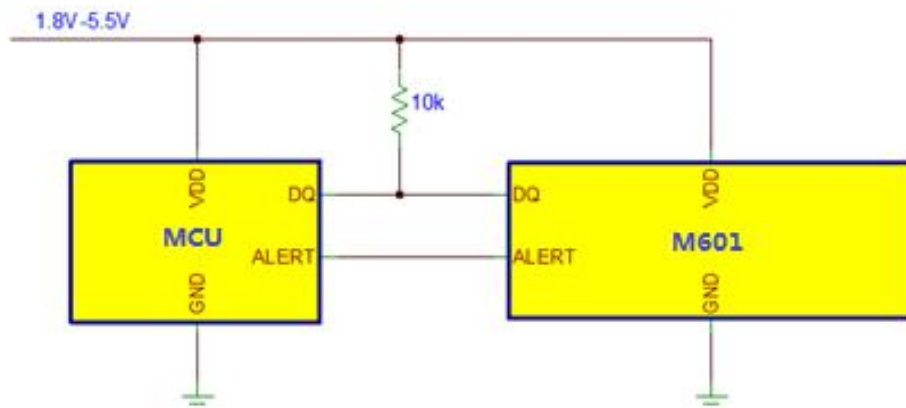 1.8V-5.5V
10k
VDD
DQ
MCU
ALERT
GND
VDD
DQ
M601
ALERT
GND